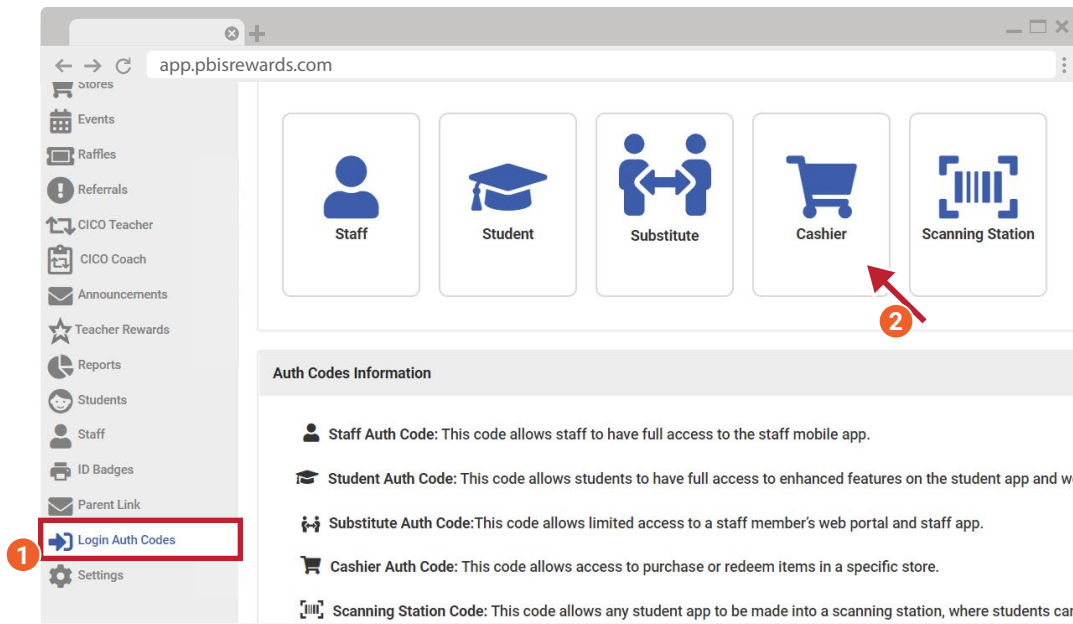 app.pbisrewards.com
Stores
Events
Raffles
Referrals
CICO Teacher
CICO Coach
Announcements
Teacher Rewards
Reports
Students
Staff
ID Badges
Parent Link
1
Login Auth Codes
Settings
Staff
Student
Substitute
Cashier
Scanning Station
2
Auth Codes Information
Staff Auth Code: This code allows staff to have full access to the staff mobile app.
Student Auth Code: This code allows students to have full access to enhanced features on the student app and w
Substitute Auth Code:This code allows limited access to a staff member's web portal and staff app.
Cashier Auth Code: This code allows access to purchase or redeem items in a specific store.
Scanning Station Code: This code allows any student app to be made into a scanning station, where students can